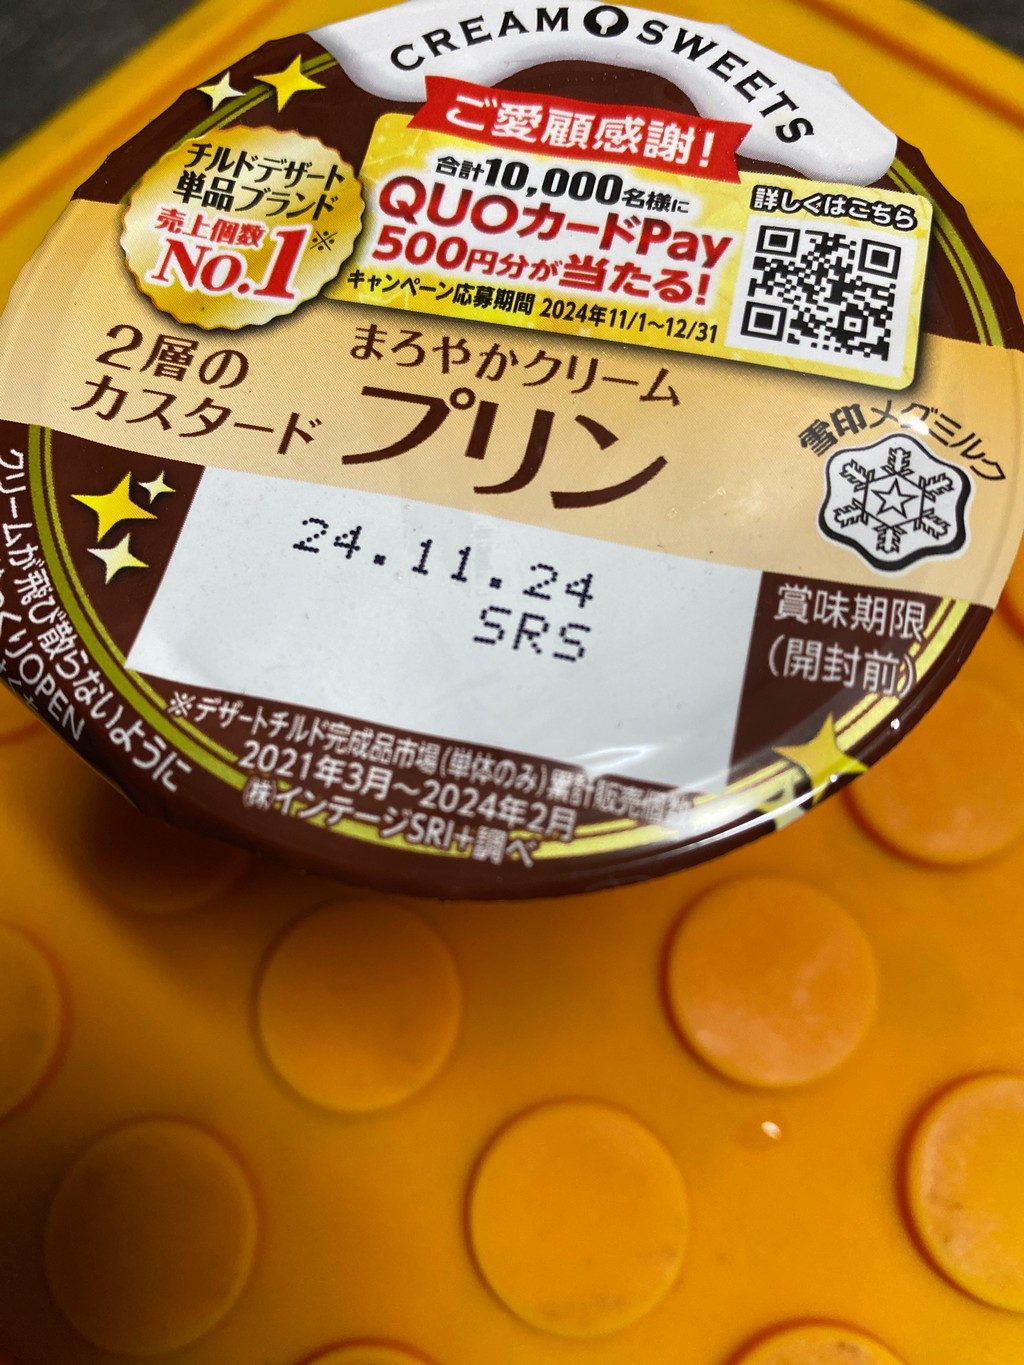 CREAM SWEETS
ご愛顧感謝!
合計10,000名様に
QUOカードPay
500円分が当たる!
キャンペーン応募期間 2024年11/1~12/31
詳しくはこちら
チルドデザート
単品ブランド
売上個数
No.1※
2層の
カスタード
まろやかクリーム
プリン
雪印メグミルク
24.11.24
SRS
賞味期限
(開封前)
※デザートチルド完成品市場(単体のみ)累計販売個数
2021年3月~2024年2月
(株)インテージSRI+調べ
クリームが飛び散らないように
OPEN